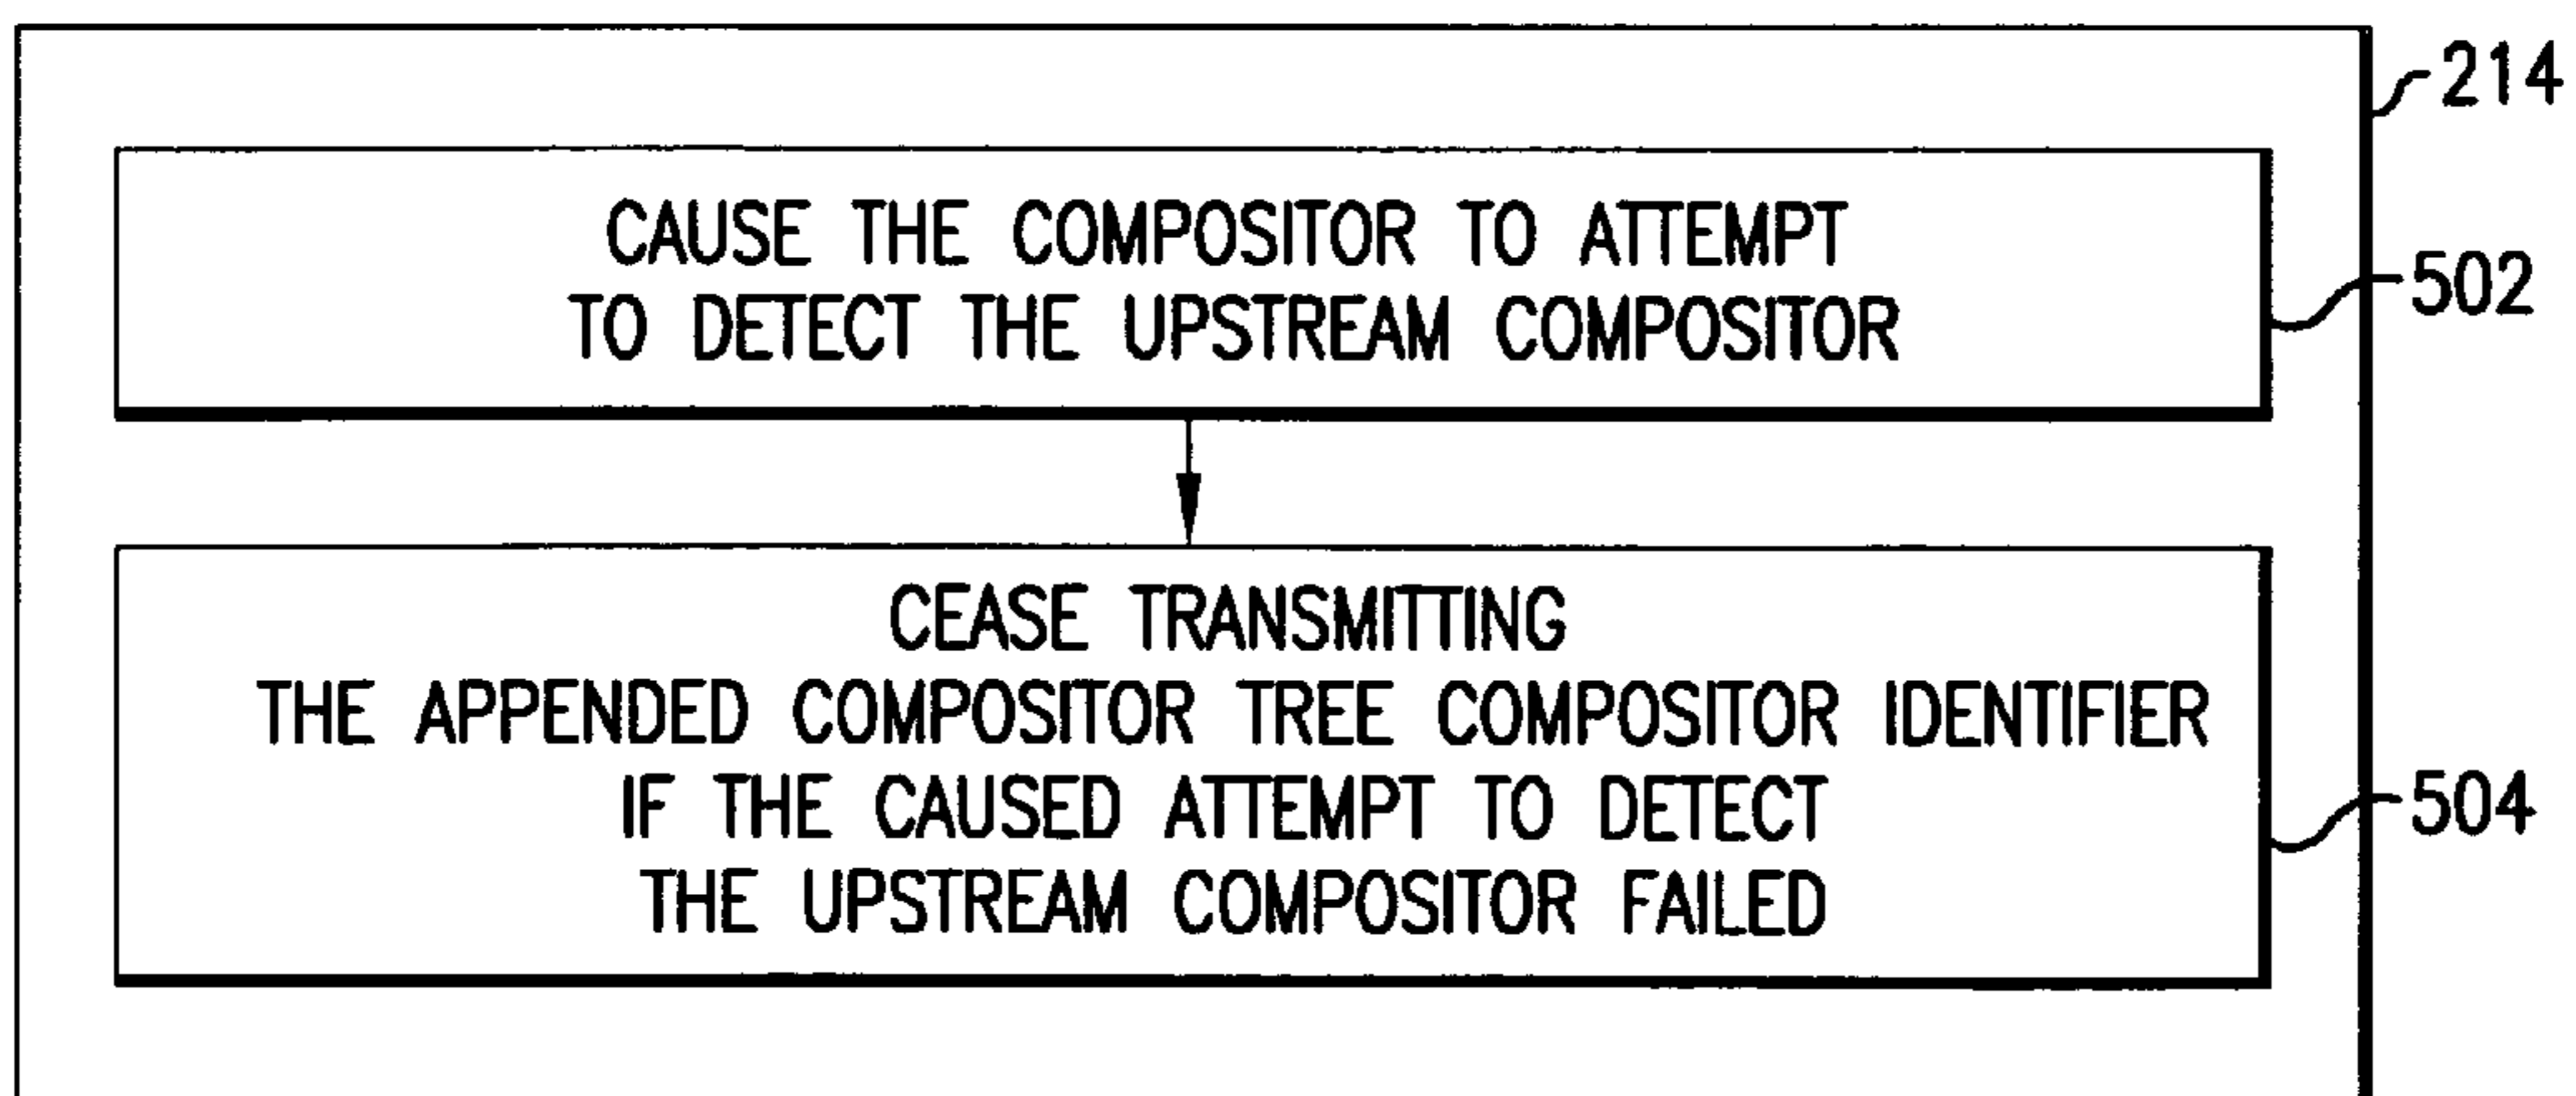 214
CAUSE THE COMPOSITOR TO ATTEMPT
TO DETECT THE UPSTREAM COMPOSITOR
502
CEASE TRANSMITTING
THE APPENDED COMPOSITOR TREE COMPOSITOR IDENTIFIER
IF THE CAUSED ATTEMPT TO DETECT
THE UPSTREAM COMPOSITOR FAILED
504